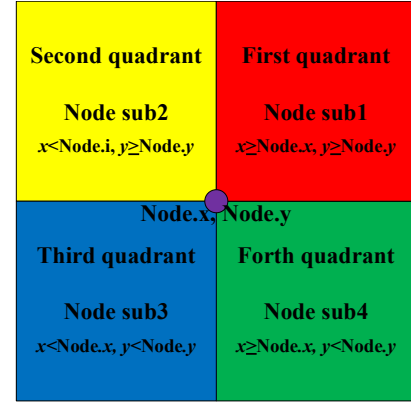 Second quadrant
Node sub2
x<Node.i, y≥Node.y
First quadrant
Node sub1
x≥Node.x, y≥Node.y
Node.x, Node.y
Third quadrant
Node sub3
x<Node.x, y<Node.y
Forth quadrant
Node sub4
x≥Node.x, y<Node.y